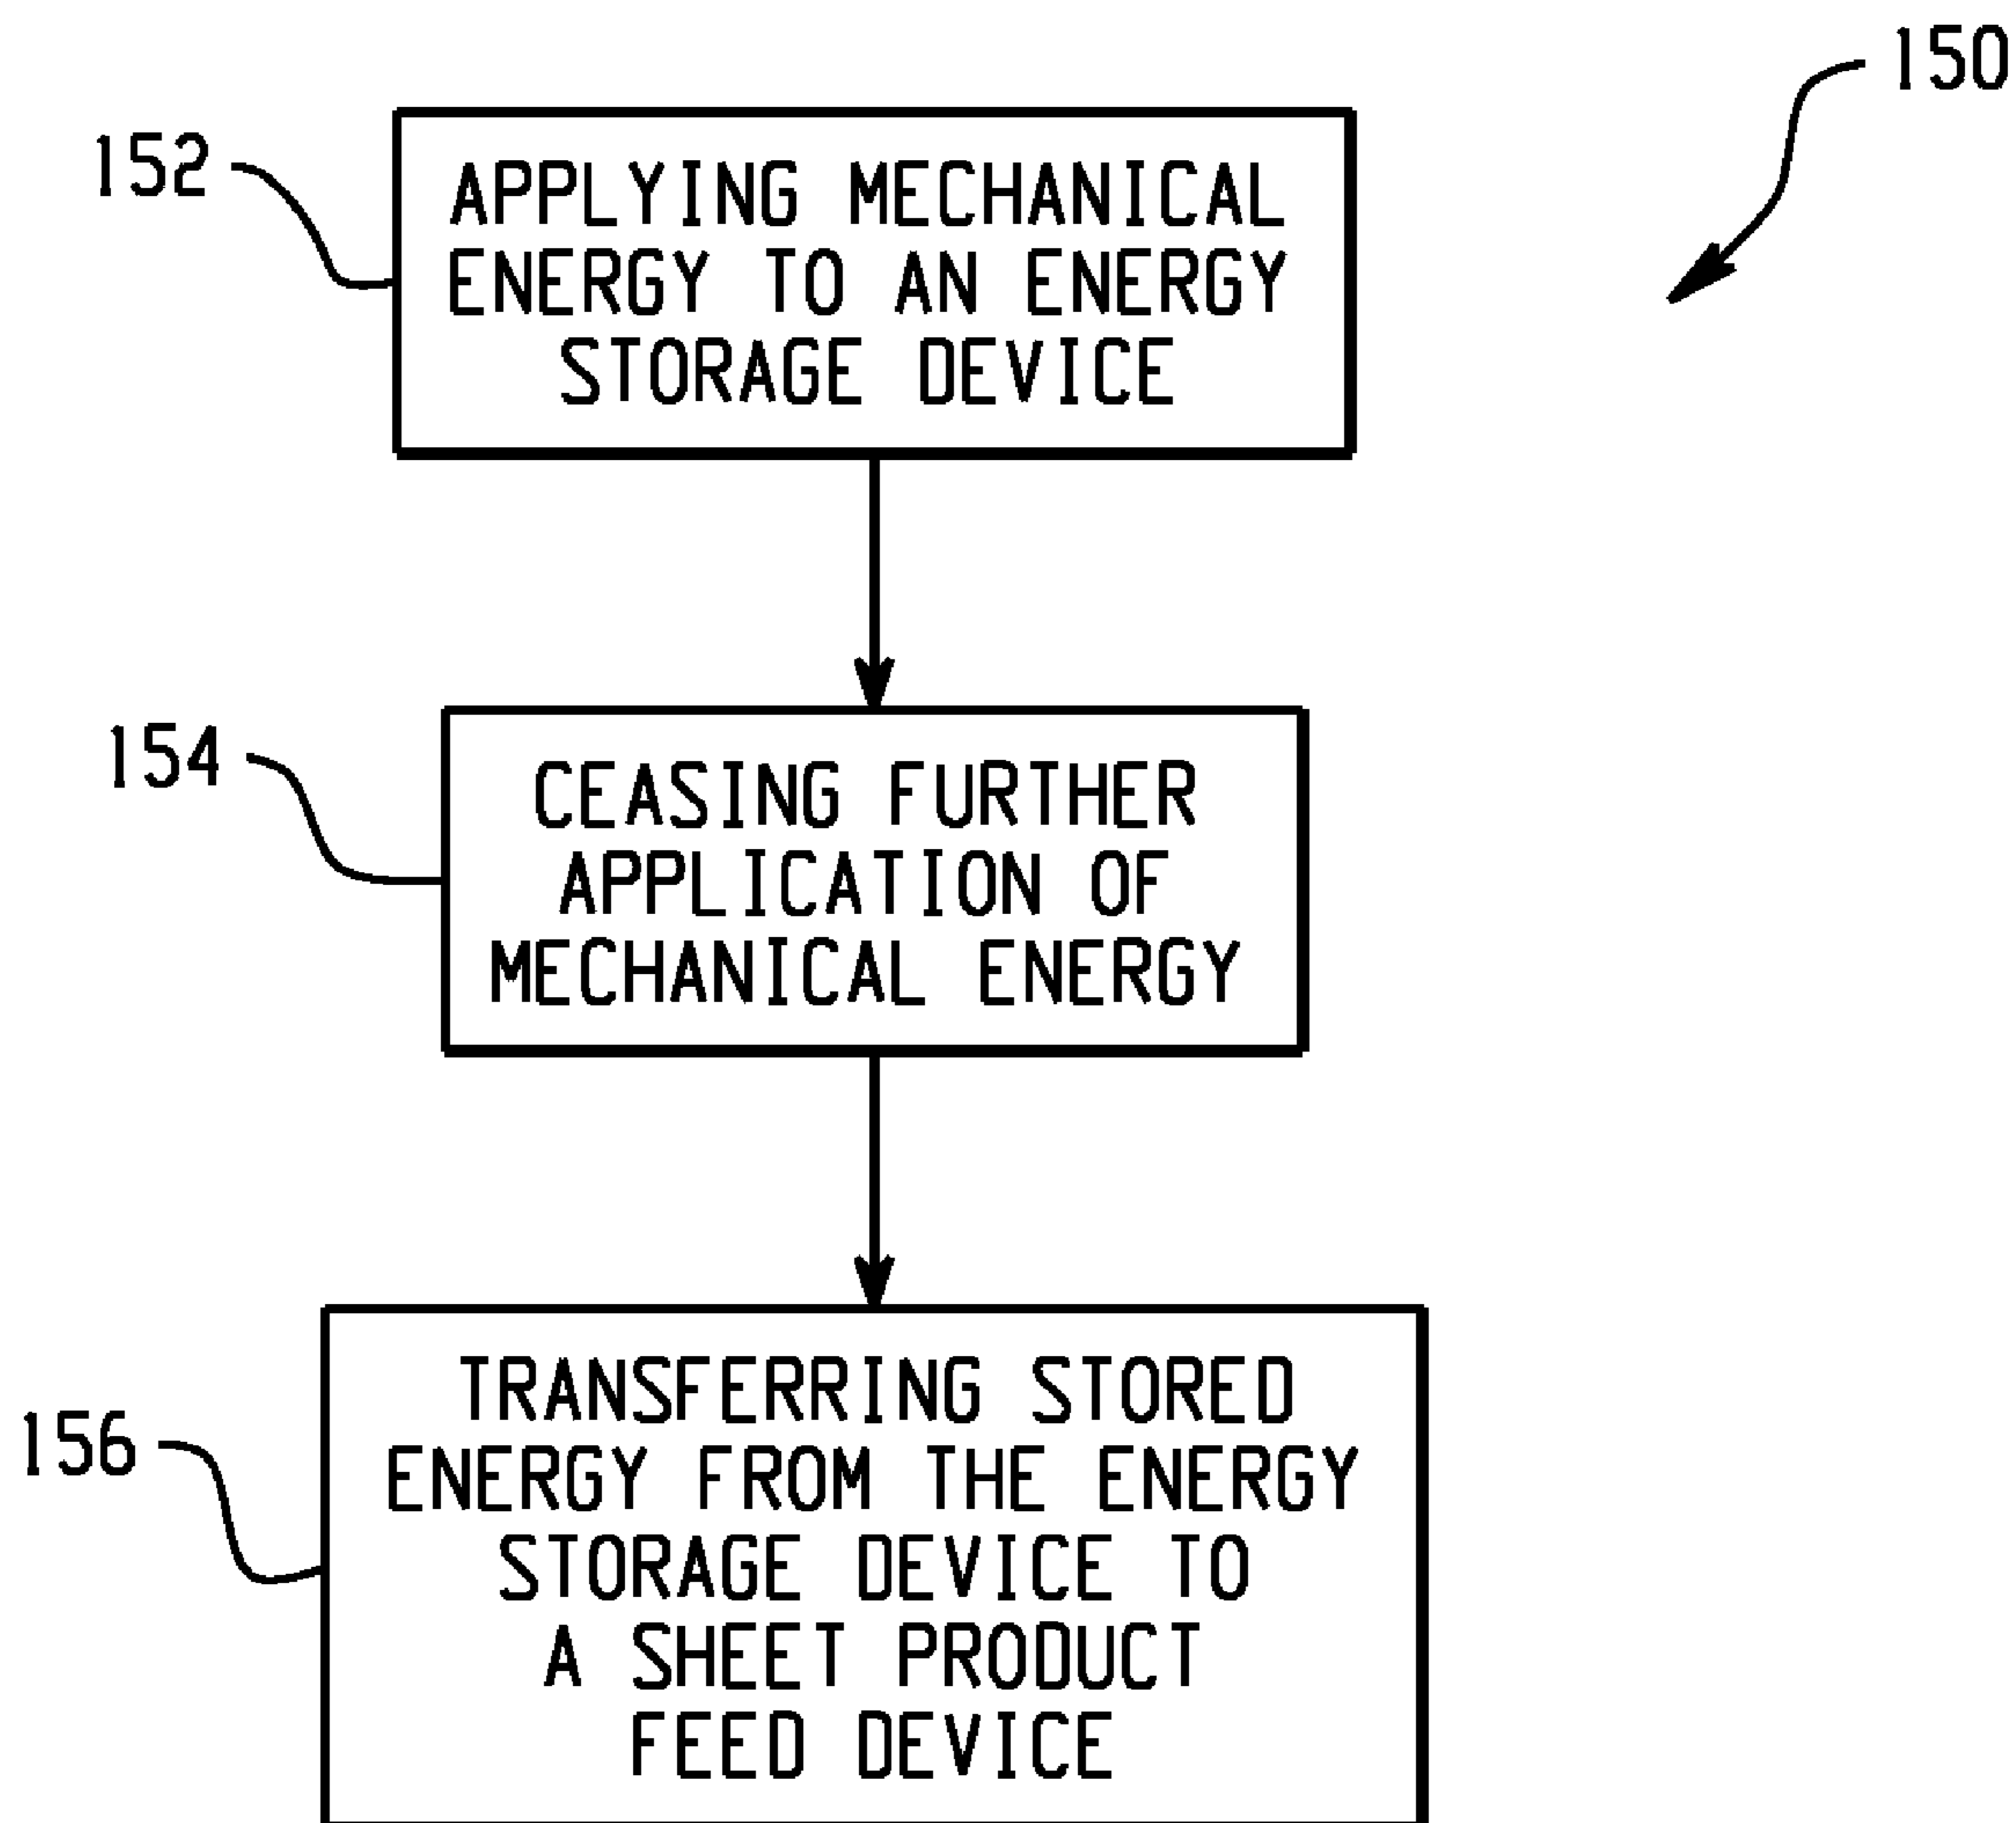 150
152
APPLYING MECHANICAL
ENERGY TO AN ENERGY
STORAGE DEVICE
154
CEASING FURTHER
APPLICATION OF
MECHANICAL ENERGY
156
TRANSFERRING STORED
ENERGY FROM THE ENERGY
STORAGE DEVICE TO
A SHEET PRODUCT
FEED DEVICE